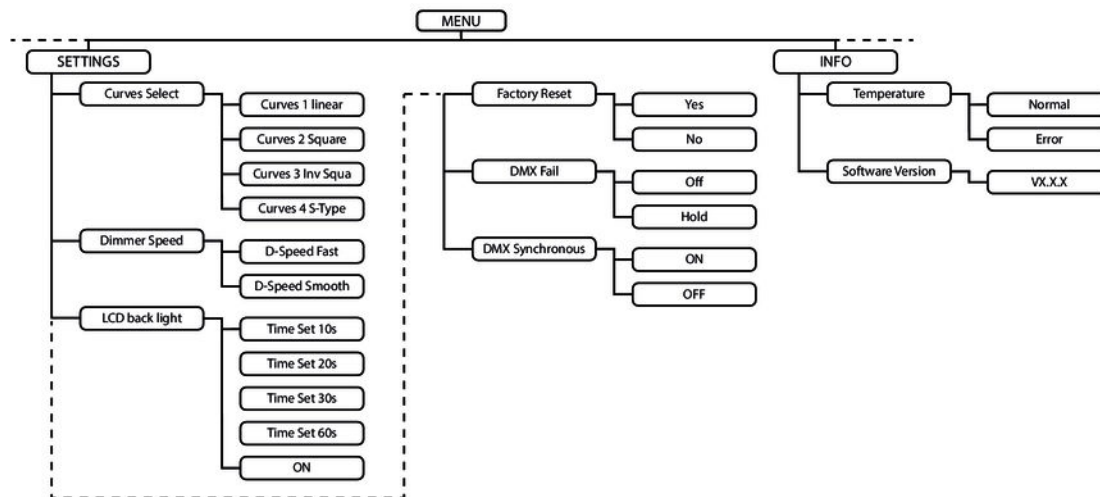 MENU
SETTINGS
Curves Select
Curves 1 linear
Curves 2 Square
Curves 3 Inv Squa
Curves 4 S-Type
Dimmer Speed
D-Speed Fast
D-Speed Smooth
LCD back light
Time Set 10s
Time Set 20s
Time Set 30s
Time Set 60s
ON
Factory Reset
Yes
No
DMX Fail
Off
Hold
DMX Synchronous
ON
OFF
INFO
Temperature
Normal
Error
Software Version
VX.X.X